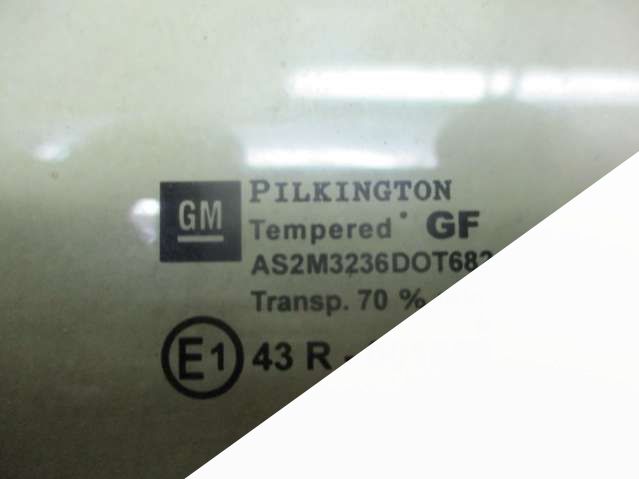 GM
PILKINGTON
Tempered GF
AS2M3236DOT682
Transp. 70 %
E1 43 R -